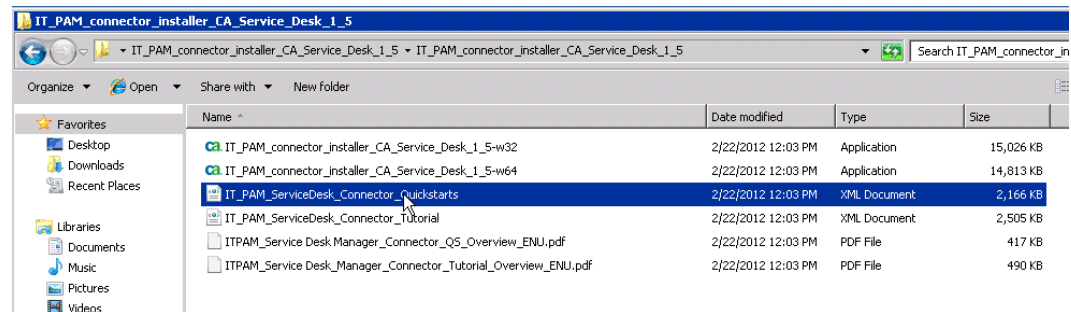 IT_PAM_connector_installer_CA_Service_Desk_1_5
IT_PAM_connector_installer_CA_Service_Desk_1_5 IT_PAM_connector_installer_CA_Service_Desk_1_5 Search IT_PAM_connector_in
Organize Open Share with New folder
Name Date modified Type Size
Favorites
Desktop
Downloads
Recent Places
Libraries
Documents
Music
Pictures
Videos
ca IT_PAM_connector_installer_CA_Service_Desk_1_5-w32 2/22/2012 12:03 PM Application 15,026 KB
ca IT_PAM_connector_installer_CA_Service_Desk_1_5-w64 2/22/2012 12:03 PM Application 14,813 KB
IT_PAM_ServiceDesk_Connector_Quickstarts 2/22/2012 12:03 PM XML Document 2,166 KB
IT_PAM_ServiceDesk_Connector_Tutorial 2/22/2012 12:03 PM XML Document 2,505 KB
ITPAM_Service Desk Manager_Connector_QS_Overview_ENU.pdf 2/22/2012 12:03 PM PDF File 417 KB
ITPAM_Service Desk_Manager_Connector_Tutorial_Overview_ENU.pdf 2/22/2012 12:03 PM PDF File 490 KB